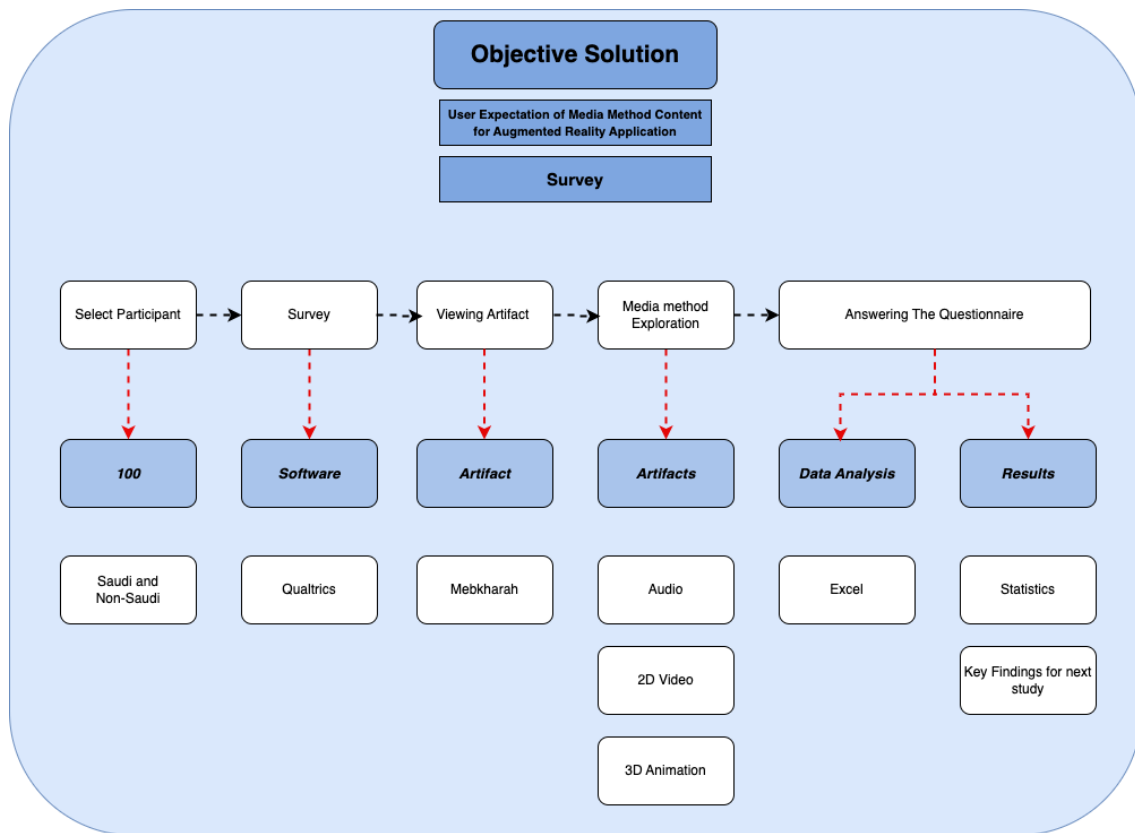 Objective Solution
User Expectation of Media Method Content
for Augmented Reality Application
Survey
Select Participant
Survey
Viewing Artifact
Media method
Exploration
Answering The Questionnaire
100
Software
Artifact
Artifacts
Data Analysis
Results
Saudi and
Non-Saudi
Qualtrics
Mebkharah
Audio
Excel
Statistics
2D Video
Key Findings for next
study
3D Animation